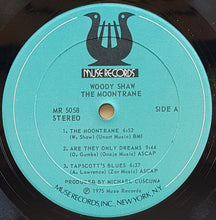 MUSE RECORDS
WOODY SHAW
THE MOONTRANE
MR 5058
STEREO
SIDE A
1. THE MOONTRANE 6:52
(W. Shaw) (Unart Music) BMI
2. ARE THEY ONLY DREAMS 9:44
(O. Gumbs) (Onaje Music) ASCAP
3. TAPSCOTT'S BLUES 6:37
(A. Lawrence) (Zor Music) ASCAP
PRODUCED BY MICHAEL CUSCUNA
℗ 1975 Muse Records
MUSE RECORDS INC. NEW YORK, N.Y.